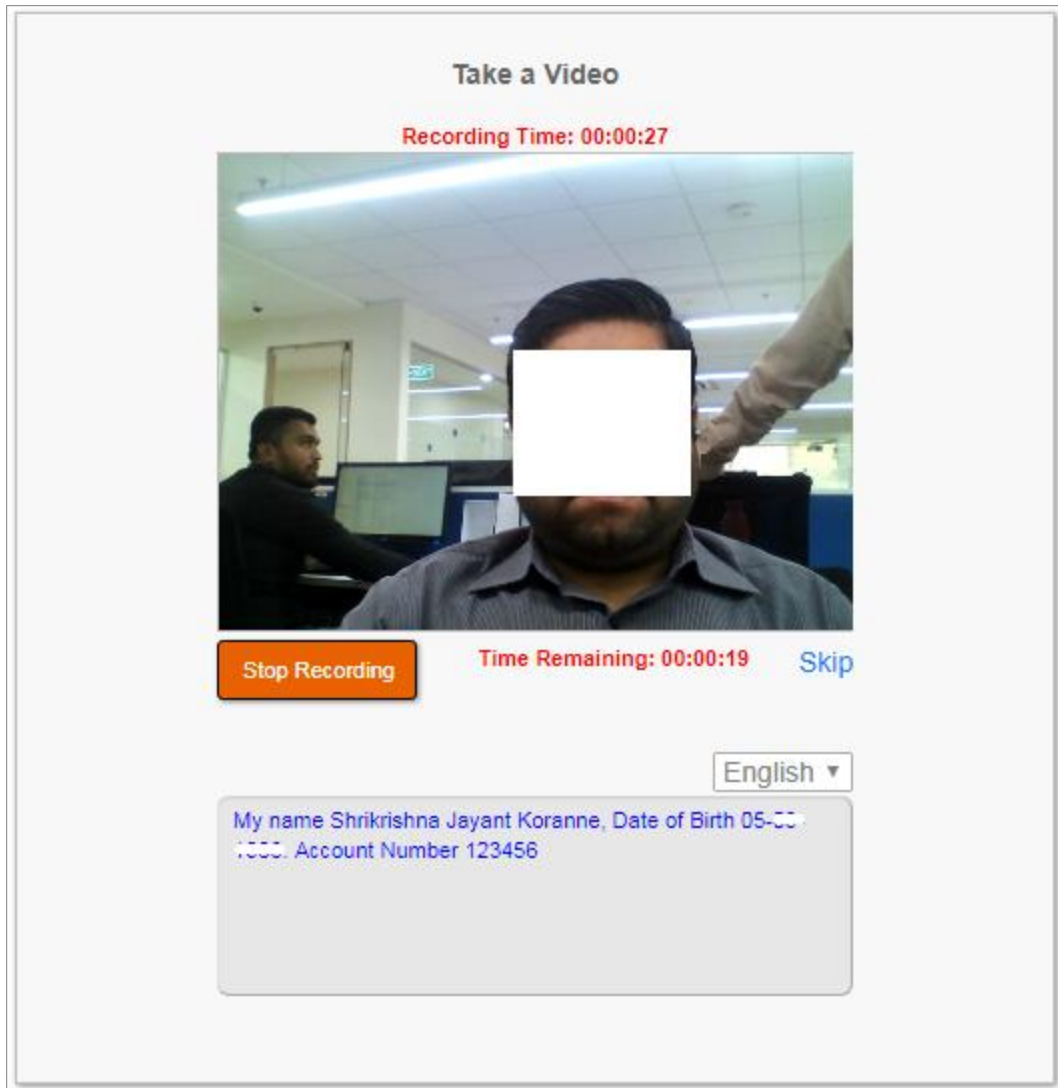 Take a Video
Recording Time: 00:00:27
Stop Recording
Time Remaining: 00:00:19
Skip
English
My name Shrikrishna Jayant Koranne, Date of Birth 05-
Account Number 123456